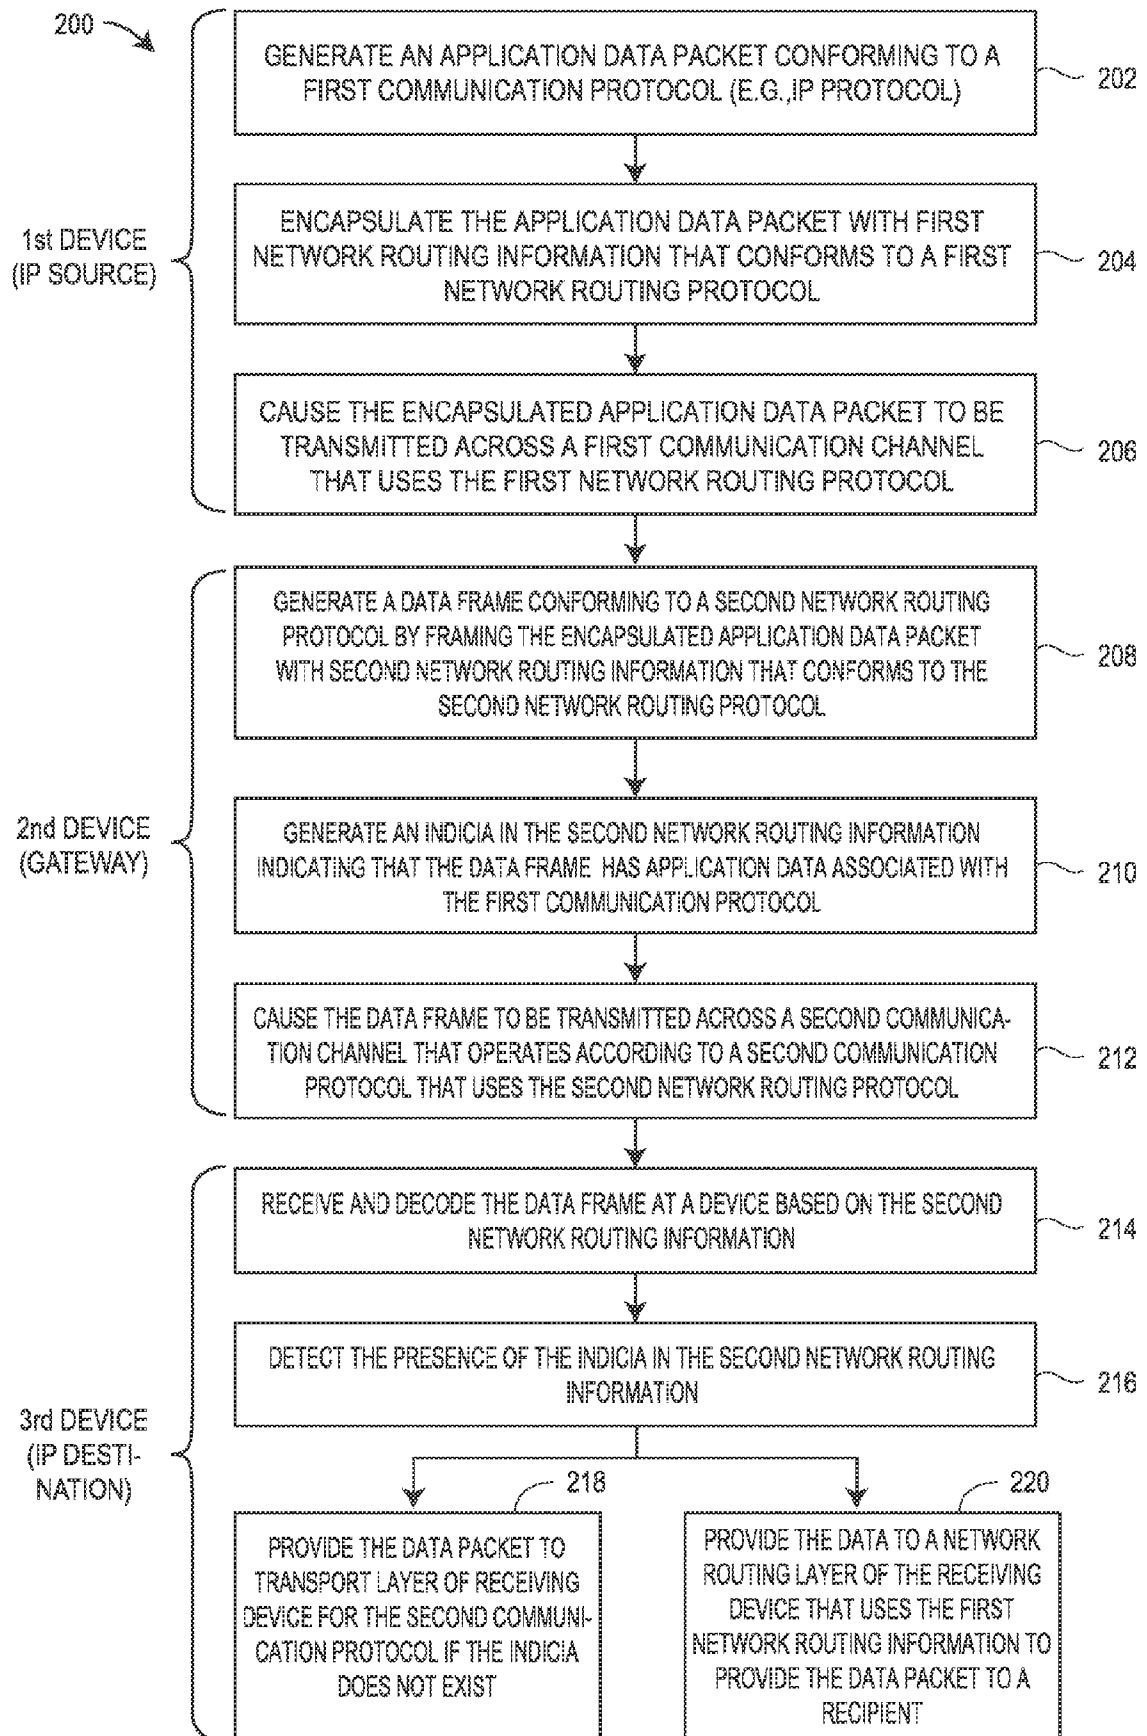 200
GENERATE AN APPLICATION DATA PACKET CONFORMING TO A
FIRST COMMUNICATION PROTOCOL (E.G.,IP PROTOCOL)
202
1st DEVICE
(IP SOURCE)
ENCAPSULATE THE APPLICATION DATA PACKET WITH FIRST
NETWORK ROUTING INFORMATION THAT CONFORMS TO A FIRST
NETWORK ROUTING PROTOCOL
204
CAUSE THE ENCAPSULATED APPLICATION DATA PACKET TO BE
TRANSMITTED ACROSS A FIRST COMMUNICATION CHANNEL
THAT USES THE FIRST NETWORK ROUTING PROTOCOL
206
GENERATE A DATA FRAME CONFORMING TO A SECOND NETWORK ROUTING
PROTOCOL BY FRAMING THE ENCAPSULATED APPLICATION DATA PACKET
WITH SECOND NETWORK ROUTING INFORMATION THAT CONFORMS TO THE
SECOND NETWORK ROUTING PROTOCOL
208
2nd DEVICE
(GATEWAY)
GENERATE AN INDICIA IN THE SECOND NETWORK ROUTING INFORMATION
INDICATING THAT THE DATA FRAME HAS APPLICATION DATA ASSOCIATED WITH
THE FIRST COMMUNICATION PROTOCOL
210
CAUSE THE DATA FRAME TO BE TRANSMITTED ACROSS A SECOND COMMUNICA-
TION CHANNEL THAT OPERATES ACCORDING TO A SECOND COMMUNICATION
PROTOCOL THAT USES THE SECOND NETWORK ROUTING PROTOCOL
212
RECEIVE AND DECODE THE DATA FRAME AT A DEVICE BASED ON THE SECOND
NETWORK ROUTING INFORMATION
214
DETECT THE PRESENCE OF THE INDICIA IN THE SECOND NETWORK ROUTING
INFORMATION
216
3rd DEVICE
(IP DESTI-
NATION)
218
PROVIDE THE DATA PACKET TO
TRANSPORT LAYER OF RECEIVING
DEVICE FOR THE SECOND COMMUNI-
CATION PROTOCOL IF THE INDICIA
DOES NOT EXIST
220
PROVIDE THE DATA TO A NETWORK
ROUTING LAYER OF THE RECEIVING
DEVICE THAT USES THE FIRST
NETWORK ROUTING INFORMATION TO
PROVIDE THE DATA PACKET TO A
RECIPIENT